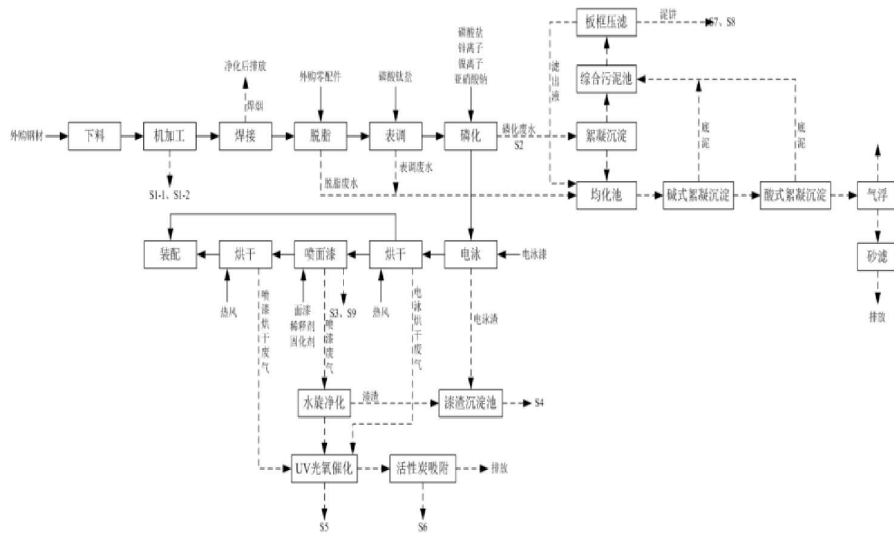 板框压滤
泥饼
S7、S8
磷酸盐
锌离子
镍离子
亚硝酸钠
滤出液
净化后排放
外购零配件
磷酸钛盐
综合污泥池
焊烟
外购钢材
下料
机加工
焊接
脱脂
表调
磷化
磷化废水
S2
絮凝沉淀
底泥
底泥
S1-1、S1-2
脱脂废水
表调废水
均化池
碱式絮凝沉淀
酸式絮凝沉淀
气浮
装配
烘干
喷面漆
烘干
电泳
电泳漆
砂滤
热风
喷漆烘干废气
面漆
稀释剂
固化剂
喷漆废气
S3、S9
热风
电泳烘干废气
电泳渣
排放
水旋净化
漆渣
漆渣沉淀池
S4
UV光氧催化
活性炭吸附
排放
S5
S6